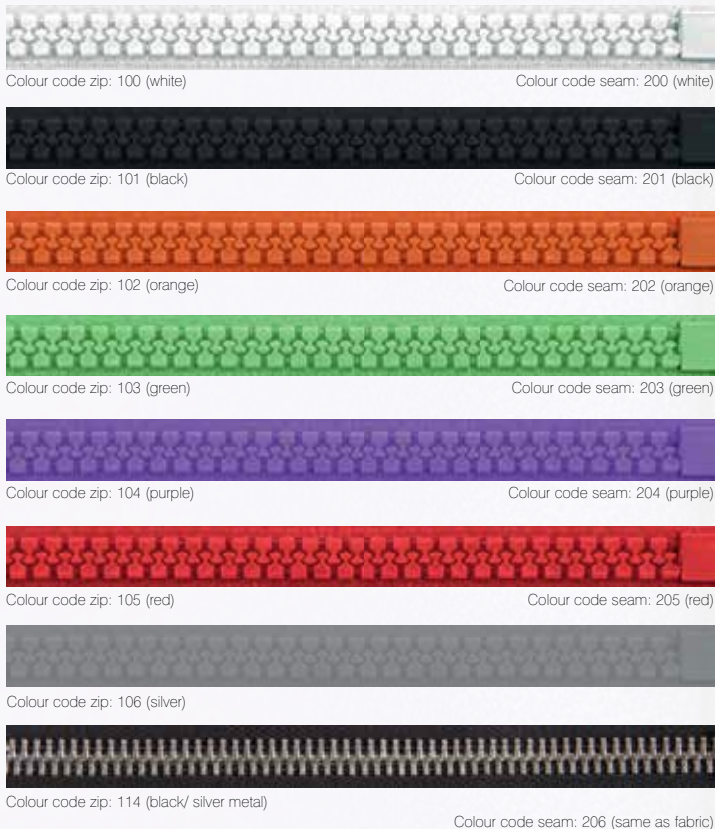 Colour code zip: 100 (white) Colour code seam: 200 (white)
Colour code zip: 101 (black) Colour code seam: 201 (black)
Colour code zip: 102 (orange) Colour code seam: 202 (orange)
Colour code zip: 103 (green) Colour code seam: 203 (green)
Colour code zip: 104 (purple) Colour code seam: 204 (purple)
Colour code zip: 105 (red) Colour code seam: 205 (red)
Colour code zip: 106 (silver)
Colour code zip: 114 (black/ silver metal)
Colour code seam: 206 (same as fabric)